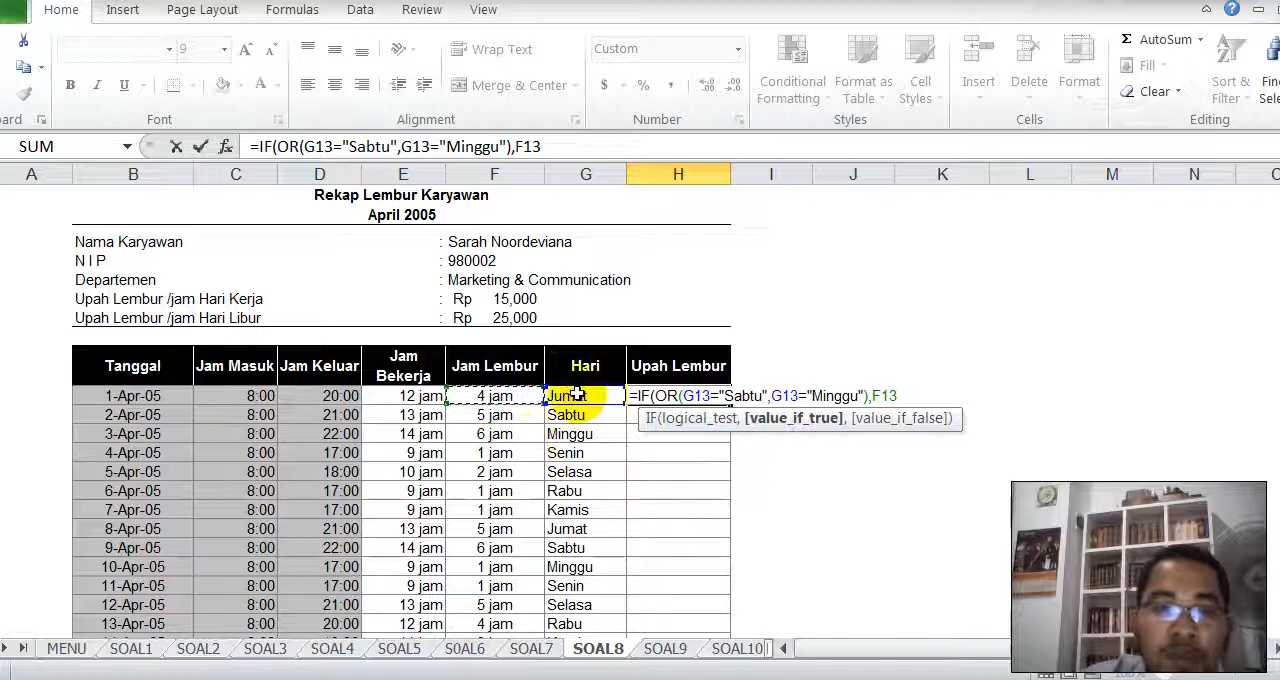 Home Insert Page Layout Formulas Data Review View
9 Wrap Text Custom AutoSum
Fill
B I U Merge & Center $ % , Conditional Formatting Format as Table Cell Styles Insert Delete Format Clear Sort & Filter
ard Font Alignment Number Styles Cells Editing
SUM fx =IF(OR(G13="Sabtu",G13="Minggu"),F13
A B C D E F G H I J K L M N
Rekap Lembur Karyawan
April 2005
Nama Karyawan : Sarah Noordeviana
N I P : 980002
Departemen : Marketing & Communication
Upah Lembur /jam Hari Kerja : Rp 15,000
Upah Lembur /jam Hari Libur : Rp 25,000
Tanggal Jam Masuk Jam Keluar Jam Bekerja Jam Lembur Hari Upah Lembur
1-Apr-05 8:00 20:00 12 jam 4 jam Jumat =IF(OR(G13="Sabtu",G13="Minggu"),F13
IF(logical_test, [value_if_true], [value_if_false])
2-Apr-05 8:00 21:00 13 jam 5 jam Sabtu
3-Apr-05 8:00 22:00 14 jam 6 jam Minggu
4-Apr-05 8:00 17:00 9 jam 1 jam Senin
5-Apr-05 8:00 18:00 10 jam 2 jam Selasa
6-Apr-05 8:00 17:00 9 jam 1 jam Rabu
7-Apr-05 8:00 17:00 9 jam 1 jam Kamis
8-Apr-05 8:00 21:00 13 jam 5 jam Jumat
9-Apr-05 8:00 22:00 14 jam 6 jam Sabtu
10-Apr-05 8:00 17:00 9 jam 1 jam Minggu
11-Apr-05 8:00 17:00 9 jam 1 jam Senin
12-Apr-05 8:00 21:00 13 jam 5 jam Selasa
13-Apr-05 8:00 20:00 12 jam 4 jam Rabu
MENU SOAL1 SOAL2 SOAL3 SOAL4 SOAL5 S0AL6 SOAL7 SOAL8 SOAL9 SOAL10